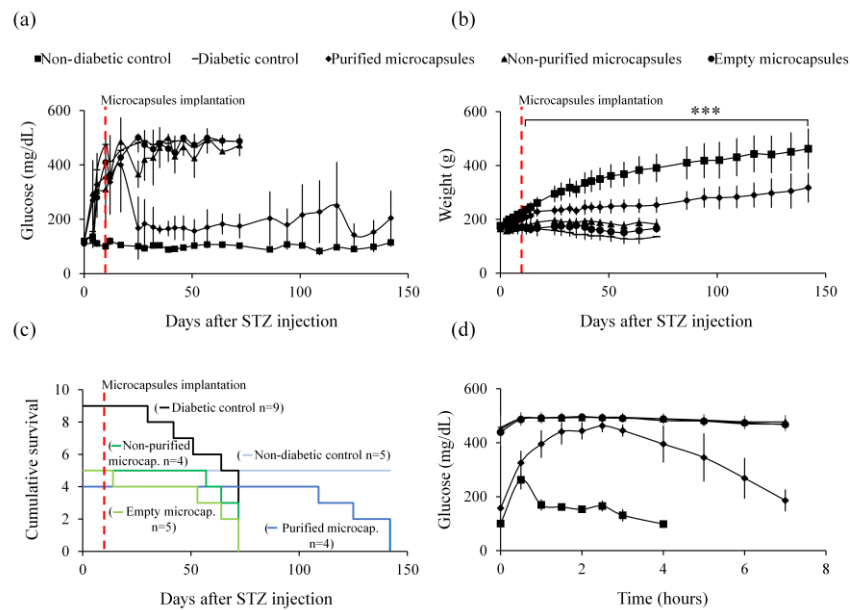 (a)
(b)
Non-diabetic control
Diabetic control
Purified microcapsules
Non-purified microcapsules
Empty microcapsules
Microcapsules implantation
600
400
200
0
Glucose (mg/dL)
0
50
100
150
Days after STZ injection
Microcapsules implantation
***
600
400
200
0
Weight (g)
0
50
100
150
Days after STZ injection
(c)
(d)
Microcapsules implantation
10
8
6
4
2
0
Cumulative survival
(– Diabetic control n=9)
(–Non-purified
microcap. n=4)
(– Non-diabetic control n=5)
(– Empty microcap.
n=5)
(– Purified microcap.
n=4)
0
50
100
150
Days after STZ injection
600
400
200
0
Glucose (mg/dL)
0
2
4
6
8
Time (hours)